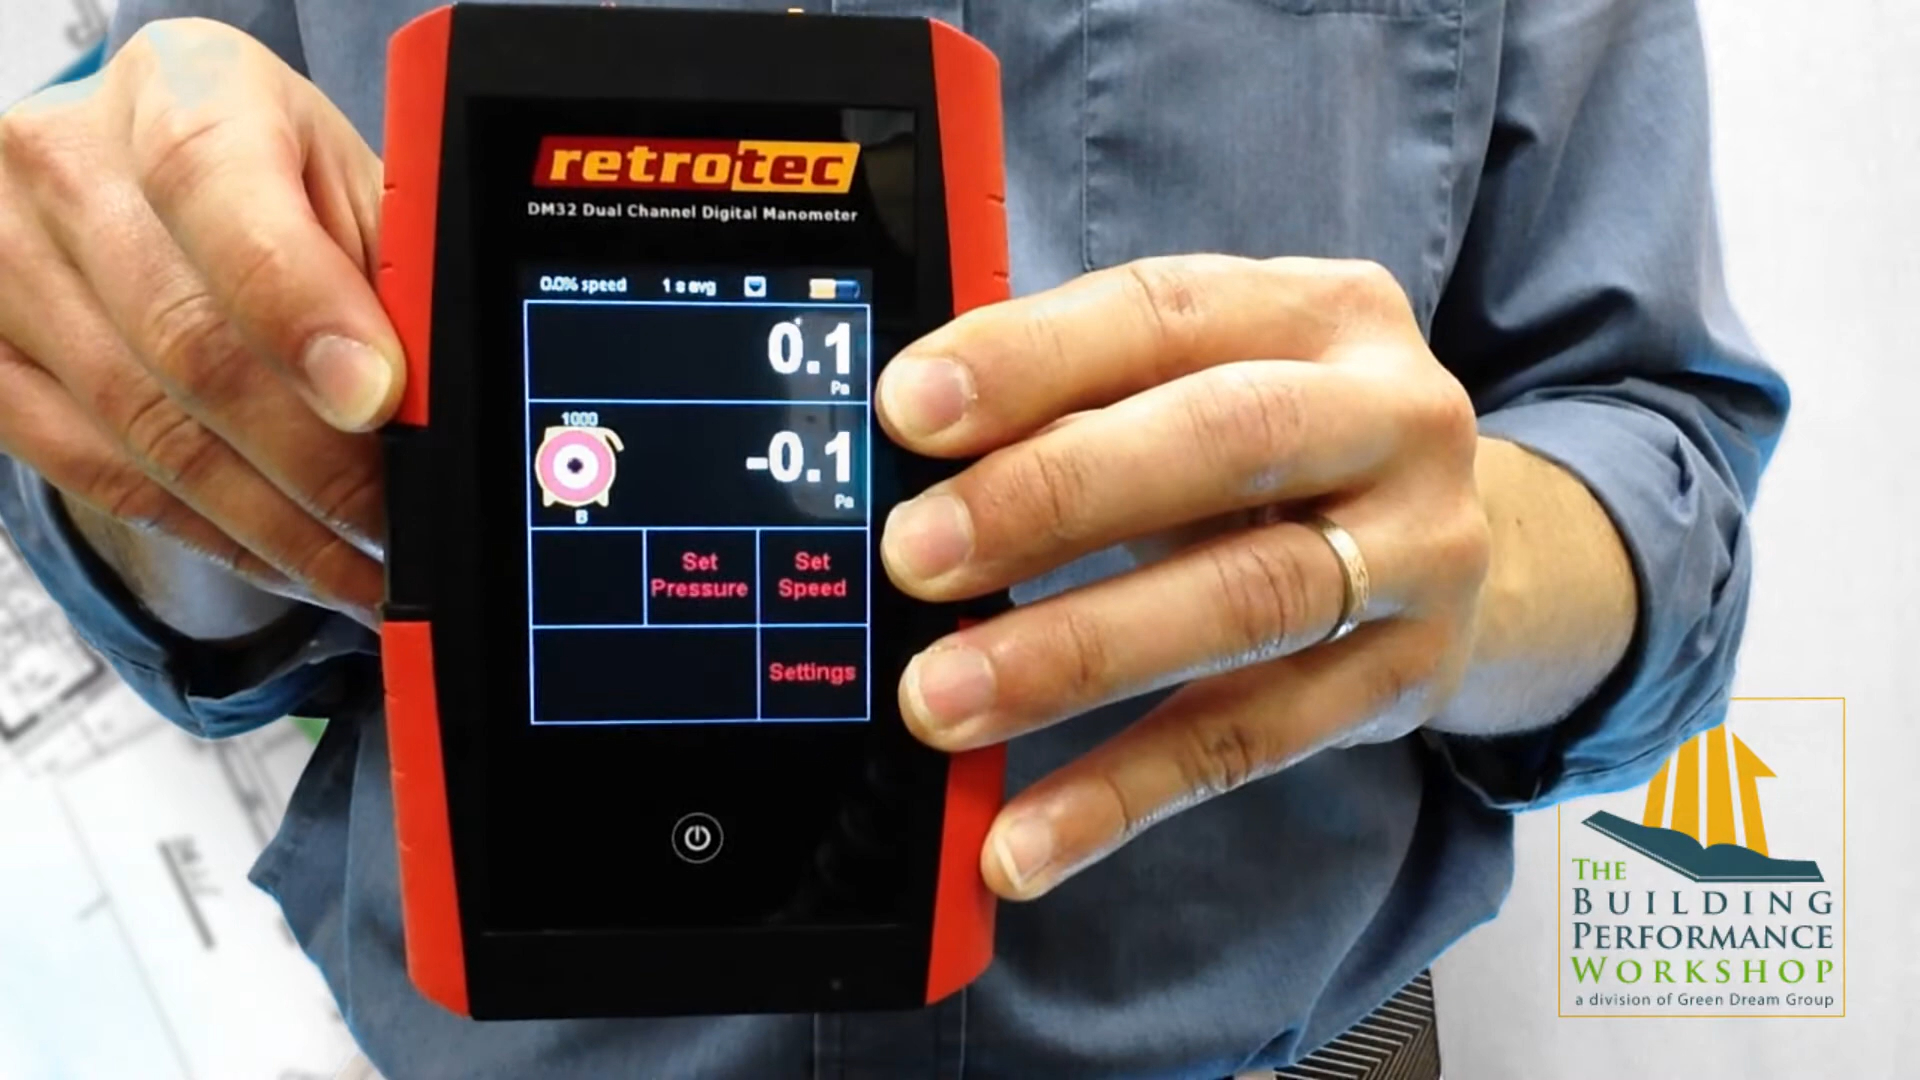 retrotec
DM32 Dual Channel Digital Manometer
0.0% speed 1 s avg
0.1
Pa
1000
-0.1
Pa
B
Set Pressure
Set Speed
Settings
THE
BUILDING
PERFORMANCE
WORKSHOP
a division of Green Dream Group